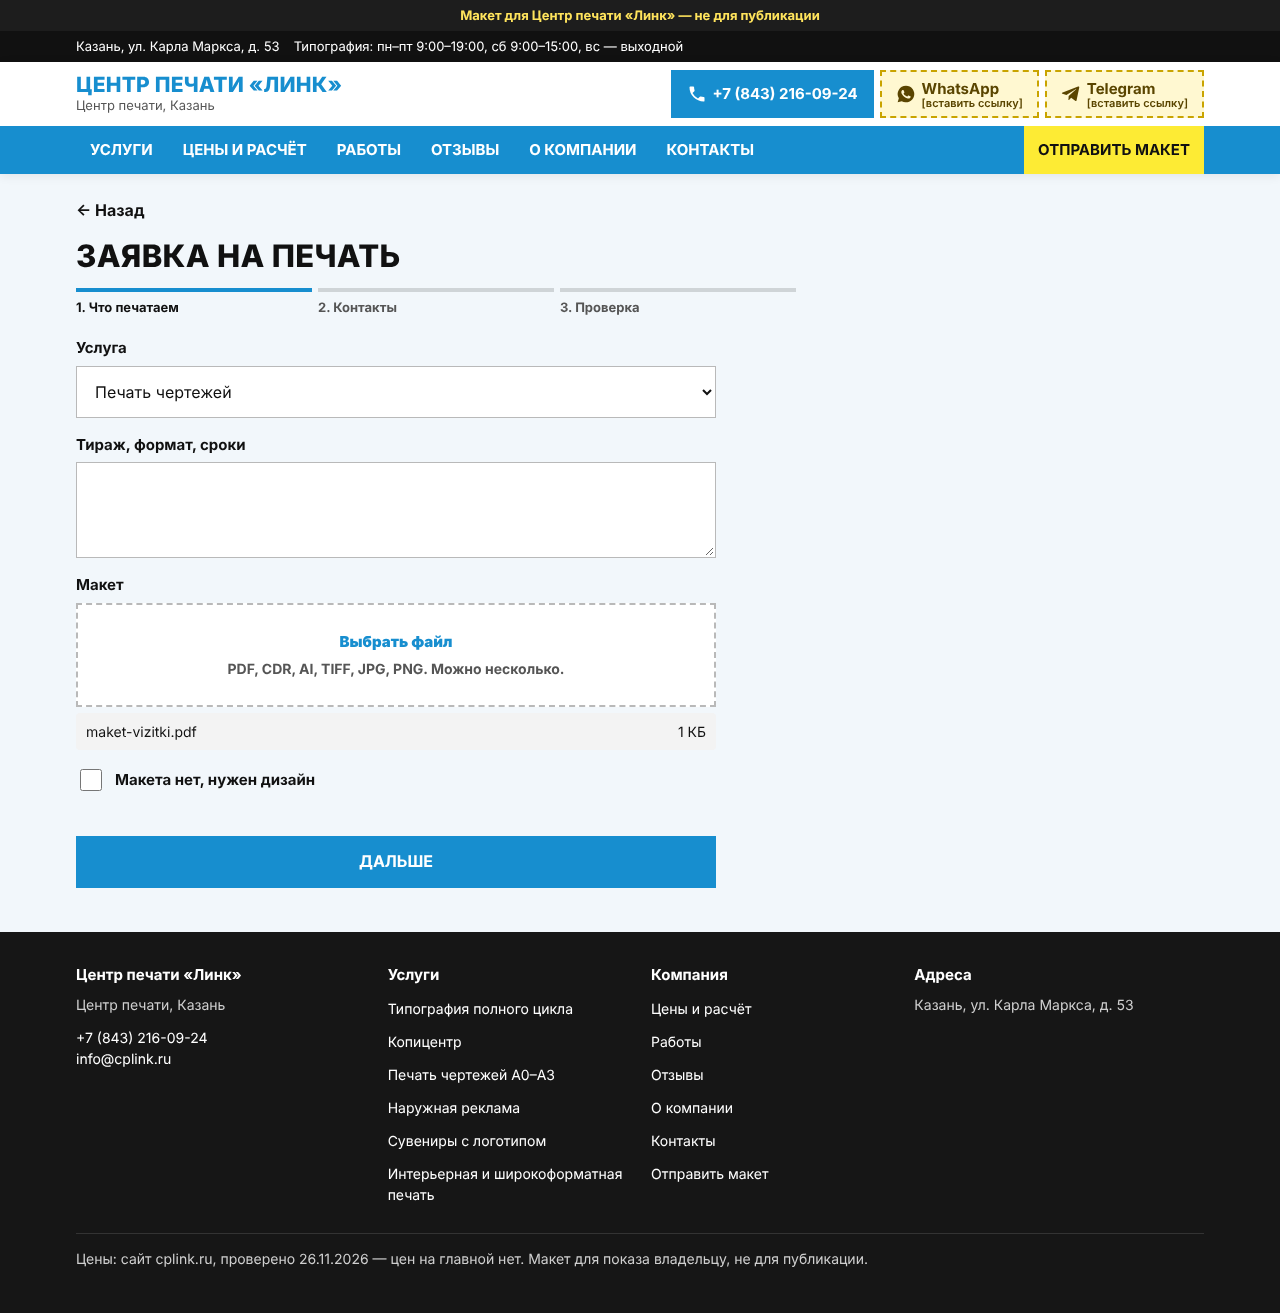 Макет для Центр печати «Линк» — не для публикации
Казань, ул. Карла Маркса, д. 53 Типография: пн–пт 9:00–19:00, сб 9:00–15:00, вс — выходной
ЦЕНТР ПЕЧАТИ «ЛИНК»
Центр печати, Казань
+7 (843) 216-09-24
WhatsApp
[вставить ссылку]
Telegram
[вставить ссылку]
УСЛУГИ ЦЕНЫ И РАСЧЁТ РАБОТЫ ОТЗЫВЫ О КОМПАНИИ КОНТАКТЫ ОТПРАВИТЬ МАКЕТ
← Назад
ЗАЯВКА НА ПЕЧАТЬ
1. Что печатаем 2. Контакты 3. Проверка
Услуга
Печать чертежей
Тираж, формат, сроки
Макет
Выбрать файл
PDF, CDR, AI, TIFF, JPG, PNG. Можно несколько.
maket-vizitki.pdf 1 КБ
Макета нет, нужен дизайн
ДАЛЬШЕ
Центр печати «Линк»
Центр печати, Казань
+7 (843) 216-09-24
info@cplink.ru
Услуги
Типография полного цикла
Копицентр
Печать чертежей А0–А3
Наружная реклама
Сувениры с логотипом
Интерьерная и широкоформатная
печать
Компания
Цены и расчёт
Работы
Отзывы
О компании
Контакты
Отправить макет
Адреса
Казань, ул. Карла Маркса, д. 53
Цены: сайт cplink.ru, проверено 26.11.2026 — цен на главной нет. Макет для показа владельцу, не для публикации.